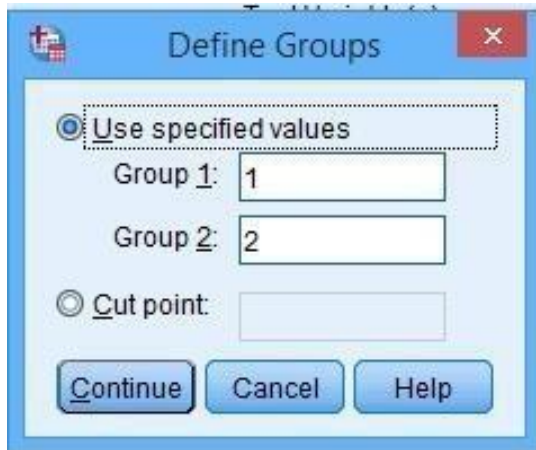 Define Groups
Use specified values
Group 1: 1
Group 2: 2
Cut point:
Continue Cancel Help